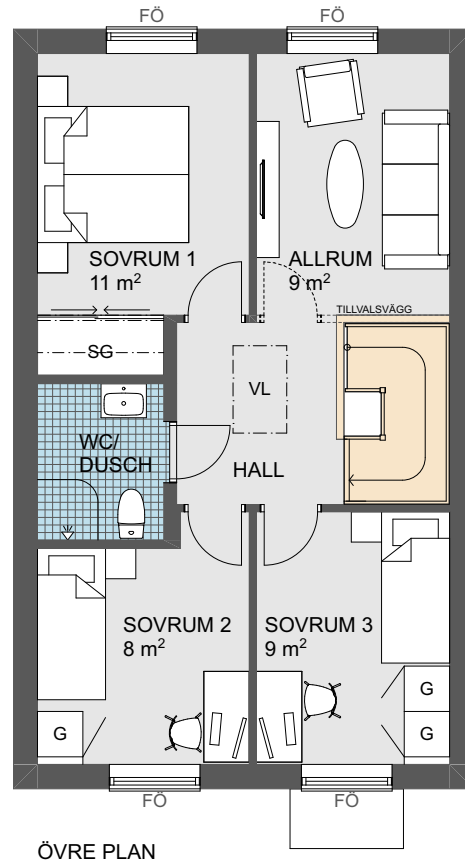 FÖ
FÖ
SOVRUM 1
11 m²
ALLRUM
9 m²
TILLVALSVÄGG
SG
VL
WC/
DUSCH
HALL
SOVRUM 2
8 m²
SOVRUM 3
9 m²
G
G
G
FÖ
FÖ
ÖVRE PLAN